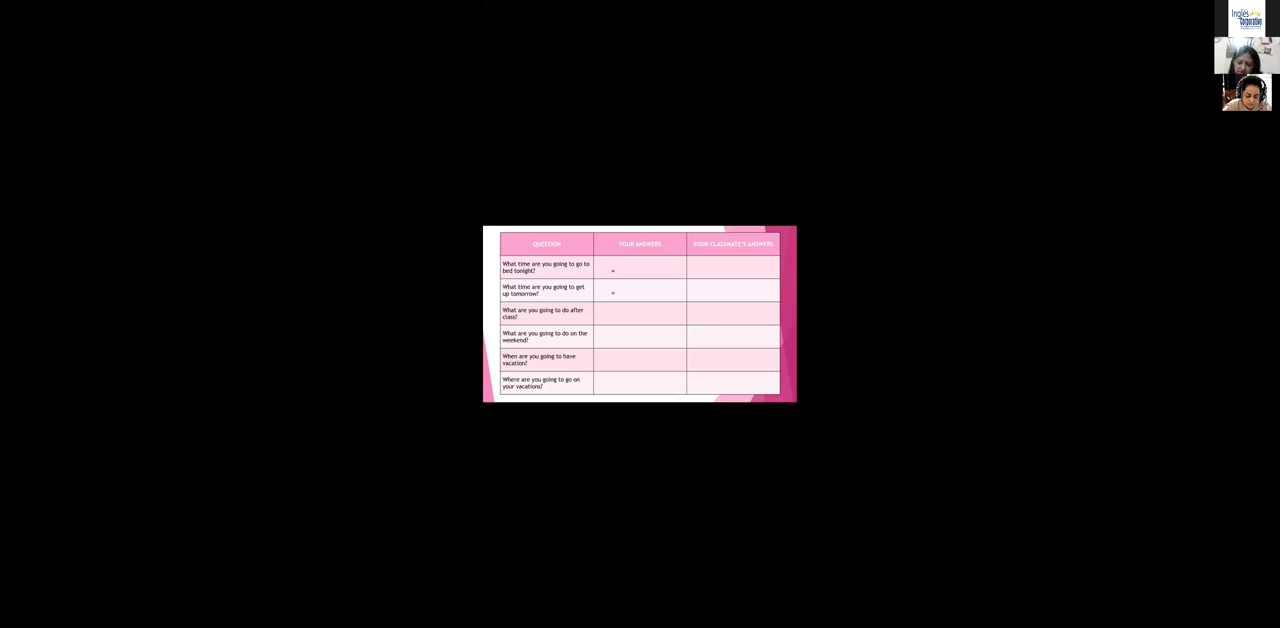 Inglés
Corporativo
QUESTION
YOUR ANSWERS
YOUR CLASSMATE'S ANSWERS
What time are you going to go to
bed tonight?
What time are you going to get
up tomorrow?
What are you going to do after
class?
What are you going to do on the
weekend?
When are you going to have
vacation?
Where are you going to go on
your vacations?